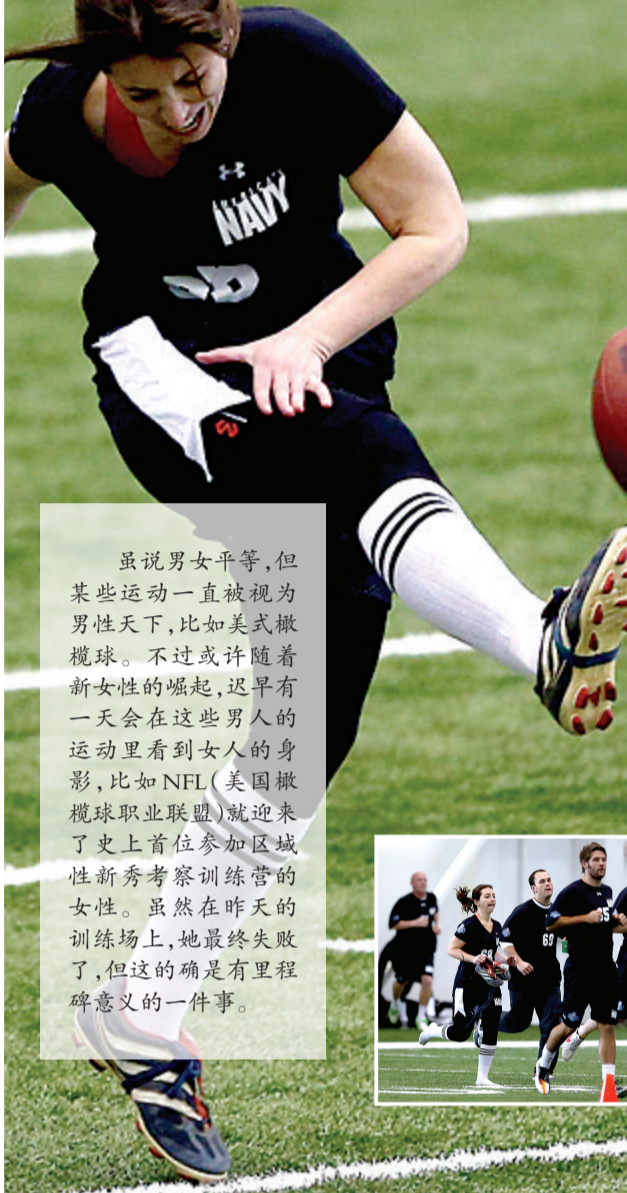 AMERICA'S
NAVY
虽说男女平等,但
某些运动一直被视为
男性天下,比如美式橄
榄球。不过或许随着
新女性的崛起,迟早有
一天会在这些男人的
运动里看到女人的身
影,比如NFL(美国橄
榄球职业联盟)就迎来
了史上首位参加区域
性新秀考察训练营的
女性。虽然在昨天的
训练场上,她最终失败
了,但这的确是有里程
碑意义的一件事。
69